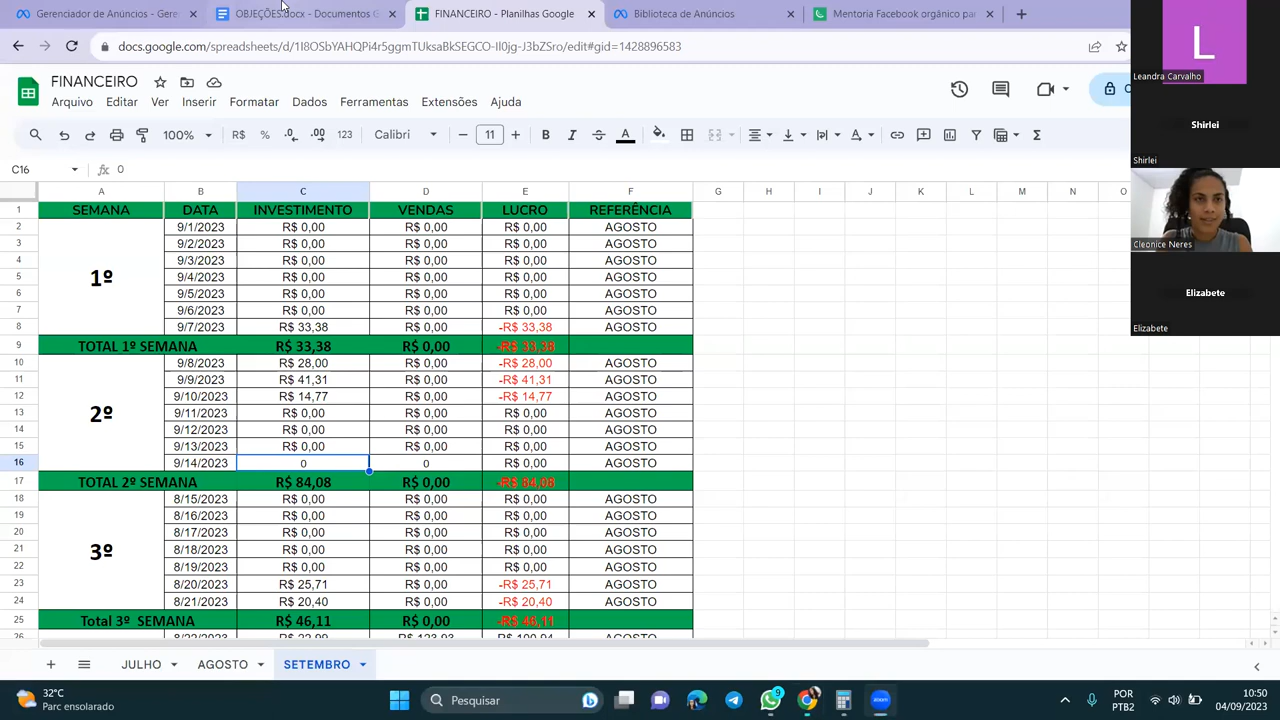 Gerenciador de Anúncios - Geren
OBJEÇÕES.docx - Documentos G
FINANCEIRO - Planilhas Google
Biblioteca de Anúncios
Mentoria Facebook orgânico par
docs.google.com/spreadsheets/d/1I8OSbYAHQPi4r5ggmTUksaBkSEGCO-Il0jg-J3bZSro/edit#gid=1428896583
FINANCEIRO
Arquivo Editar Ver Inserir Formatar Dados Ferramentas Extensões Ajuda
100% R$ % .0 .00 123 Calibri 11 B I S A
C16 fx 0
A B C D E F G H I J K L M N O
1 SEMANA DATA INVESTIMENTO VENDAS LUCRO REFERÊNCIA
2 9/1/2023 R$ 0,00 R$ 0,00 R$ 0,00 AGOSTO
3 9/2/2023 R$ 0,00 R$ 0,00 R$ 0,00 AGOSTO
4 9/3/2023 R$ 0,00 R$ 0,00 R$ 0,00 AGOSTO
5 1º 9/4/2023 R$ 0,00 R$ 0,00 R$ 0,00 AGOSTO
6 9/5/2023 R$ 0,00 R$ 0,00 R$ 0,00 AGOSTO
7 9/6/2023 R$ 0,00 R$ 0,00 R$ 0,00 AGOSTO
8 9/7/2023 R$ 33,38 R$ 0,00 -R$ 33,38 AGOSTO
9 TOTAL 1º SEMANA R$ 33,38 R$ 0,00 -R$ 33,38
10 9/8/2023 R$ 28,00 R$ 0,00 -R$ 28,00 AGOSTO
11 9/9/2023 R$ 41,31 R$ 0,00 -R$ 41,31 AGOSTO
12 9/10/2023 R$ 14,77 R$ 0,00 -R$ 14,77 AGOSTO
13 2º 9/11/2023 R$ 0,00 R$ 0,00 R$ 0,00 AGOSTO
14 9/12/2023 R$ 0,00 R$ 0,00 R$ 0,00 AGOSTO
15 9/13/2023 R$ 0,00 R$ 0,00 R$ 0,00 AGOSTO
16 9/14/2023 0 0 R$ 0,00 AGOSTO
17 TOTAL 2º SEMANA R$ 84,08 R$ 0,00 -R$ 84,08
18 8/15/2023 R$ 0,00 R$ 0,00 R$ 0,00 AGOSTO
19 8/16/2023 R$ 0,00 R$ 0,00 R$ 0,00 AGOSTO
20 8/17/2023 R$ 0,00 R$ 0,00 R$ 0,00 AGOSTO
21 3º 8/18/2023 R$ 0,00 R$ 0,00 R$ 0,00 AGOSTO
22 8/19/2023 R$ 0,00 R$ 0,00 R$ 0,00 AGOSTO
23 8/20/2023 R$ 25,71 R$ 0,00 -R$ 25,71 AGOSTO
24 8/21/2023 R$ 20,40 R$ 0,00 -R$ 20,40 AGOSTO
25 Total 3º SEMANA R$ 46,11 R$ 0,00 -R$ 46,11
26 8/22/2023 R$ 22,99 R$ 123,93 R$ 100,94 AGOSTO
JULHO AGOSTO SETEMBRO
L
Leandra Carvalho
Shirlei
Shirlei
Cleonice Neres
Elizabete
Elizabete
32°C
Parc ensolarado
Pesquisar
9
zoom
POR
PTB2
10:50
04/09/2023